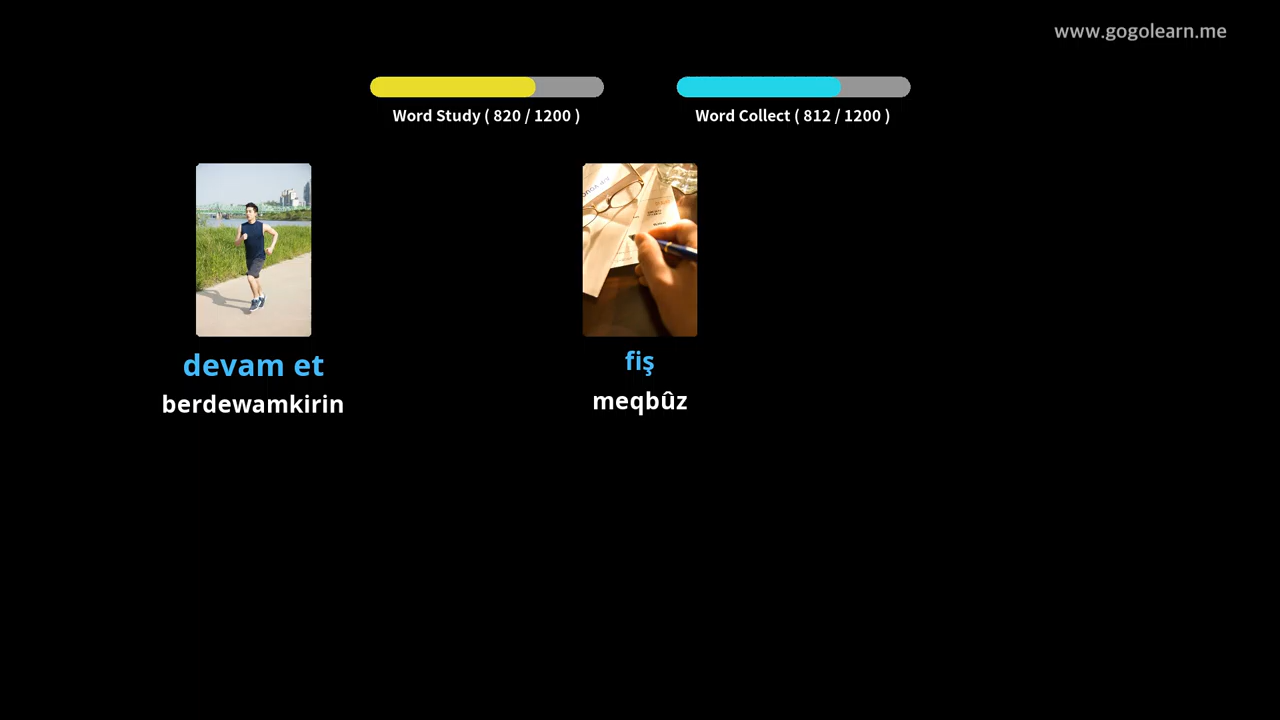 www.gogolearn.me
Word Study ( 820 / 1200 )
Word Collect ( 812 / 1200 )
devam et
berdewamkirin
fiş
meqbûz